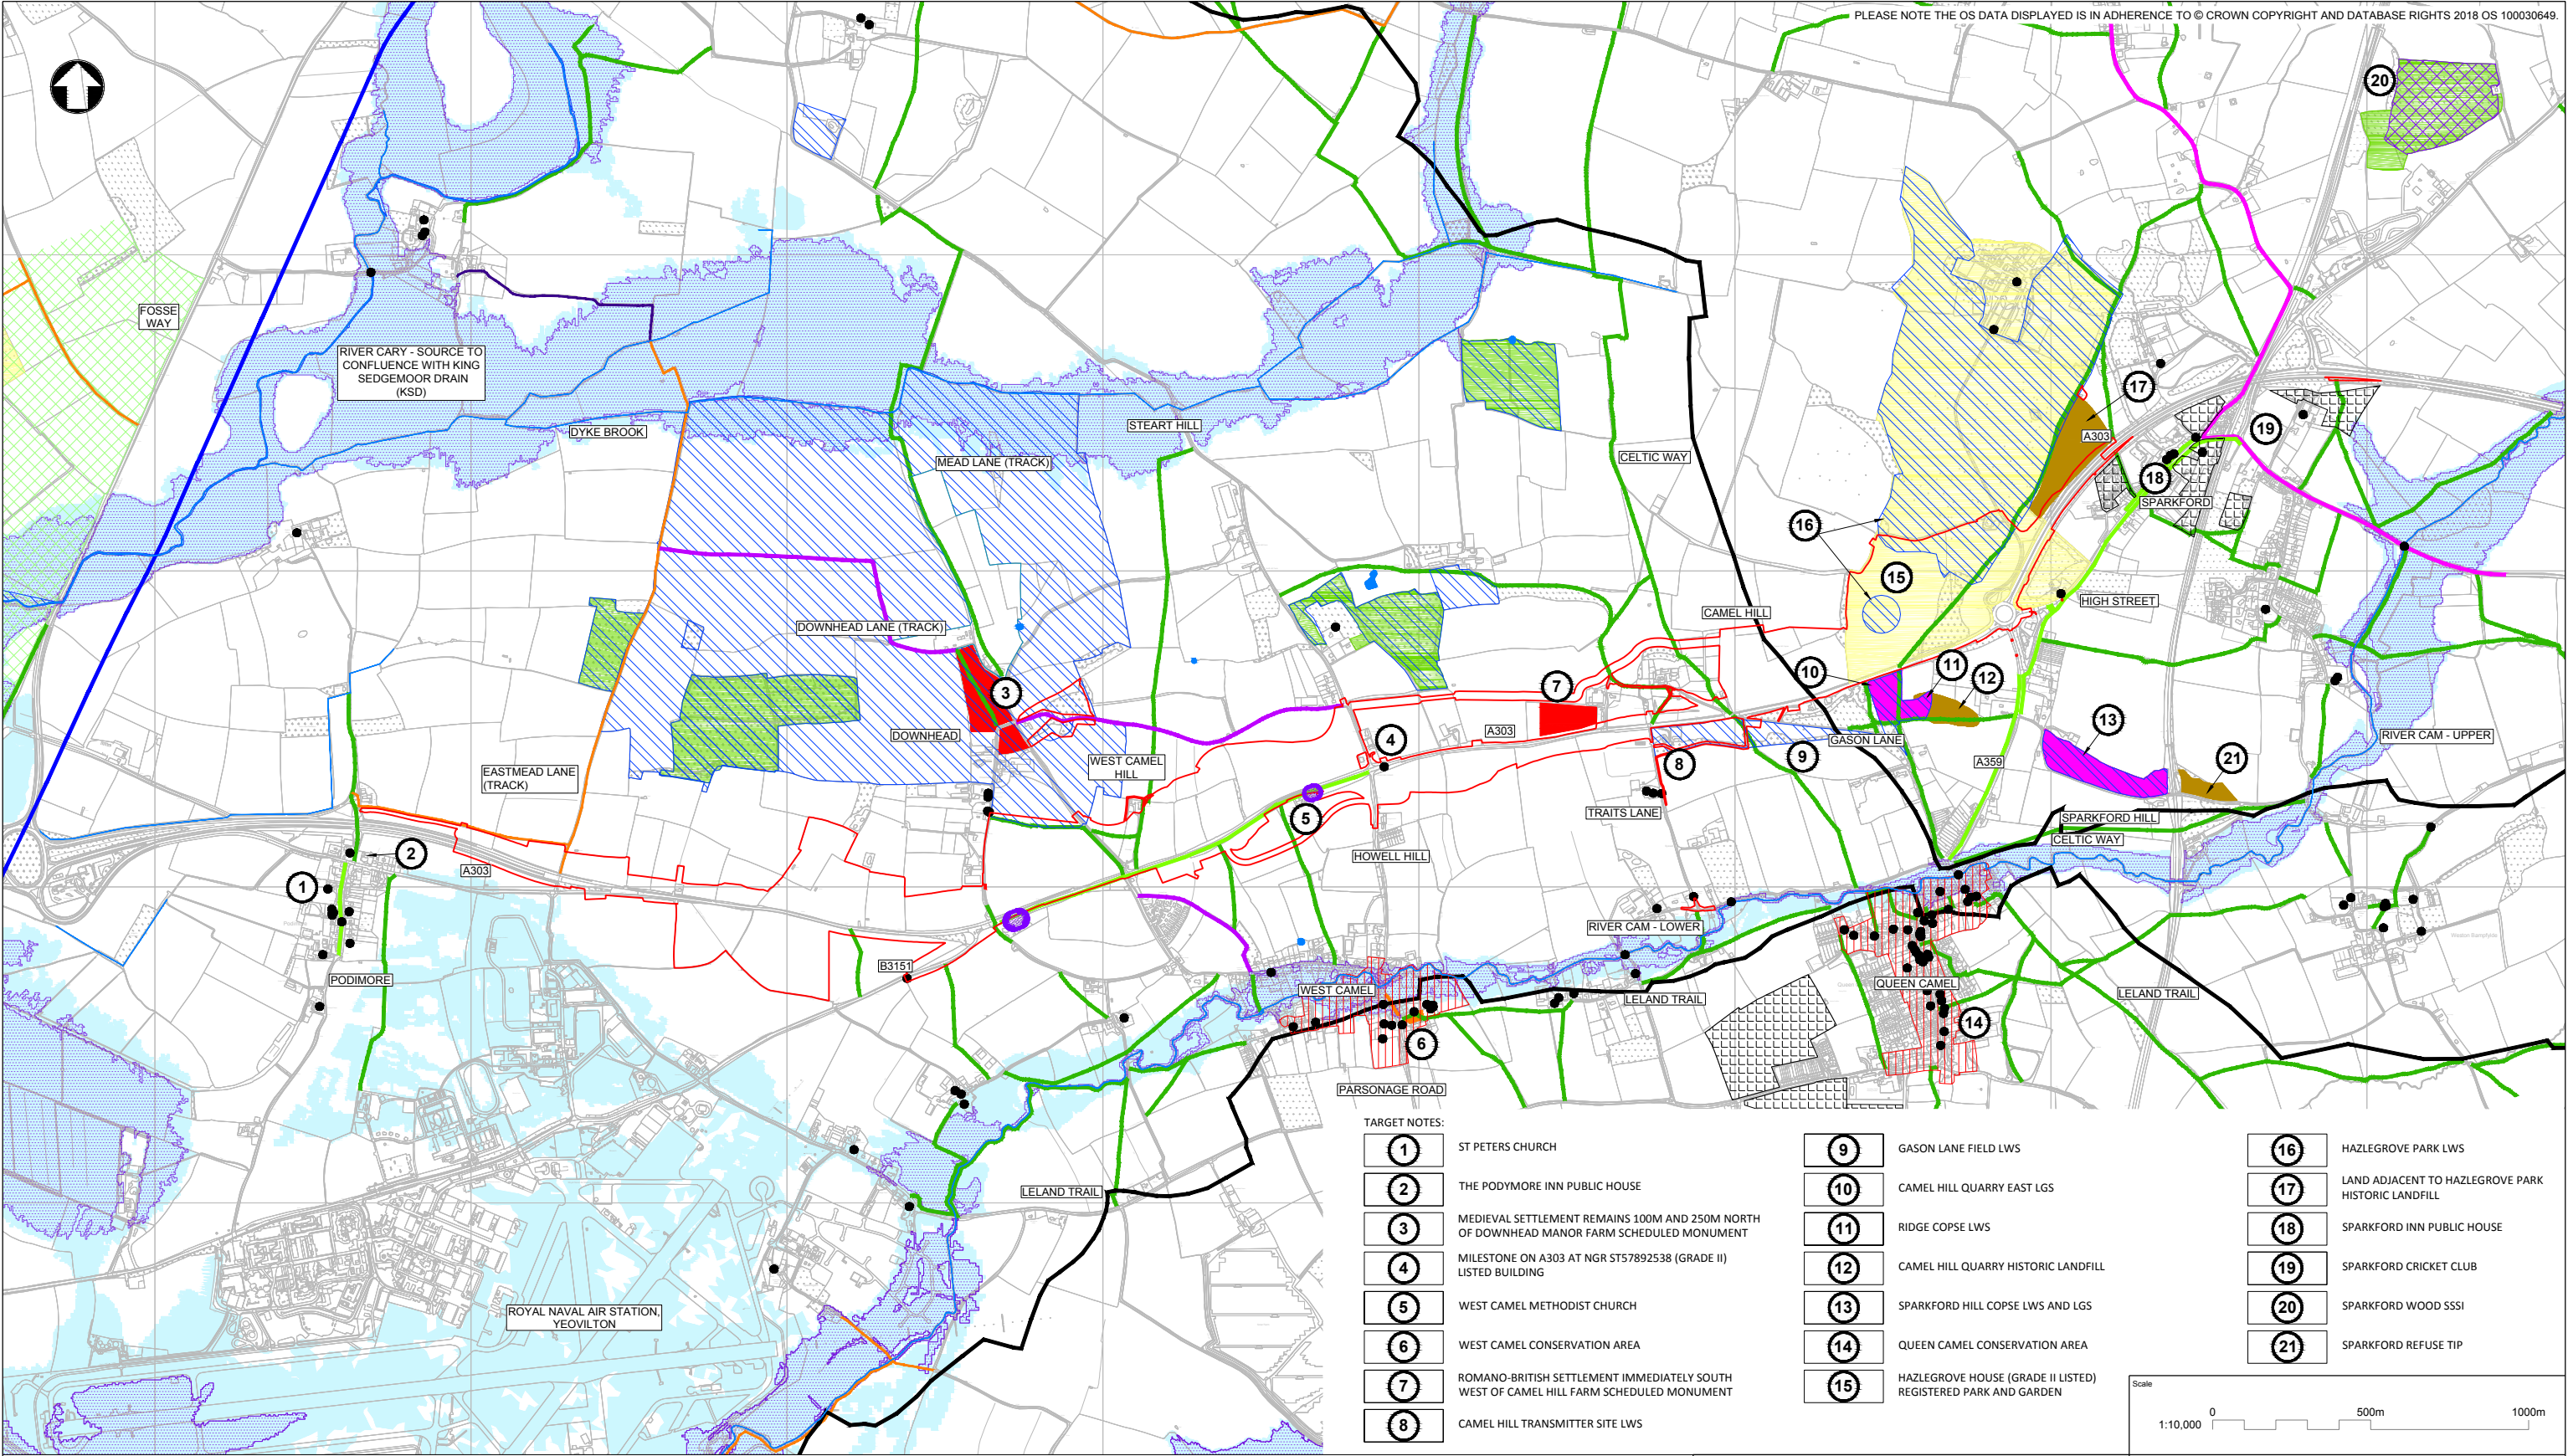 PLEASE NOTE THE OS DATA DISPLAYED IS IN ADHERENCE TO © CROWN COPYRIGHT AND DATABASE RIGHTS 2018 OS 100030649.
20
FOSSE
WAY
RIVER CARY - SOURCE TO
CONFLUENCE WITH KING
SEDGEMOOR DRAIN
(KSD)
DYKE BROOK
STEART HILL
MEAD LANE (TRACK)
CELTIC WAY
17
A303
19
18
SPARKFORD
16
15
HIGH STREET
CAMEL HILL
DOWNHEAD LANE (TRACK)
3
7
10
11
12
13
DOWNHEAD
4
A303
GASON LANE
RIVER CAM - UPPER
WEST CAMEL
HILL
EASTMEAD LANE
(TRACK)
8
9
A359
21
5
TRAITS LANE
SPARKFORD HILL
CELTIC WAY
2
HOWELL HILL
A303
1
RIVER CAM - LOWER
B3151
PODIMORE
WEST CAMEL
LELAND TRAIL
QUEEN CAMEL
LELAND TRAIL
14
6
PARSONAGE ROAD
LELAND TRAIL
ROYAL NAVAL AIR STATION,
YEOVILTON
TARGET NOTES:
1 ST PETERS CHURCH
2 THE PODYMORE INN PUBLIC HOUSE
3 MEDIEVAL SETTLEMENT REMAINS 100M AND 250M NORTH
OF DOWNHEAD MANOR FARM SCHEDULED MONUMENT
4 MILESTONE ON A303 AT NGR ST57892538 (GRADE II)
LISTED BUILDING
5 WEST CAMEL METHODIST CHURCH
6 WEST CAMEL CONSERVATION AREA
7 ROMANO-BRITISH SETTLEMENT IMMEDIATELY SOUTH
WEST OF CAMEL HILL FARM SCHEDULED MONUMENT
8 CAMEL HILL TRANSMITTER SITE LWS
9 GASON LANE FIELD LWS
10 CAMEL HILL QUARRY EAST LGS
11 RIDGE COPSE LWS
12 CAMEL HILL QUARRY HISTORIC LANDFILL
13 SPARKFORD HILL COPSE LWS AND LGS
14 QUEEN CAMEL CONSERVATION AREA
15 HAZLEGROVE HOUSE (GRADE II LISTED)
REGISTERED PARK AND GARDEN
16 HAZLEGROVE PARK LWS
17 LAND ADJACENT TO HAZLEGROVE PARK
HISTORIC LANDFILL
18 SPARKFORD INN PUBLIC HOUSE
19 SPARKFORD CRICKET CLUB
20 SPARKFORD WOOD SSSI
21 SPARKFORD REFUSE TIP
Scale
1:10,000
0 500m 1000m